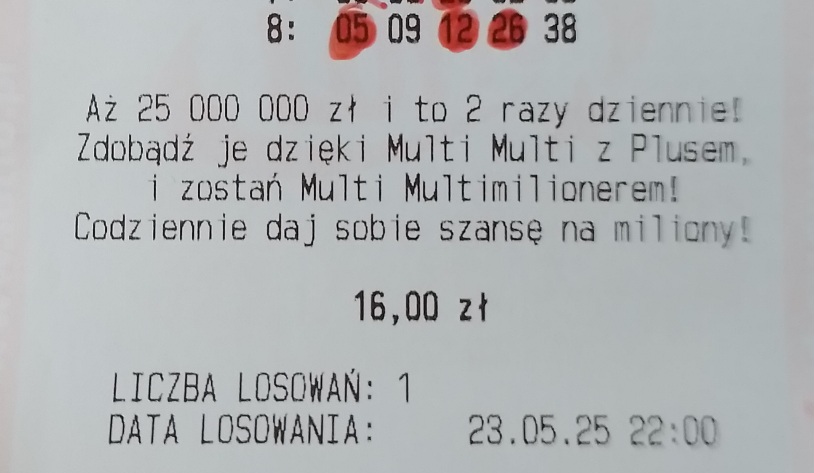 8: 05 09 12 26 38
Aż 25 000 000 zł i to 2 razy dziennie!
Zdobądź je dzięki Multi Multi z Plusem,
i zostań Multi Multimilionerem!
Codziennie daj sobie szansę na miliony!
16,00 zł
LICZBA LOSOWAŃ: 1
DATA LOSOWANIA: 23.05.25 22:00